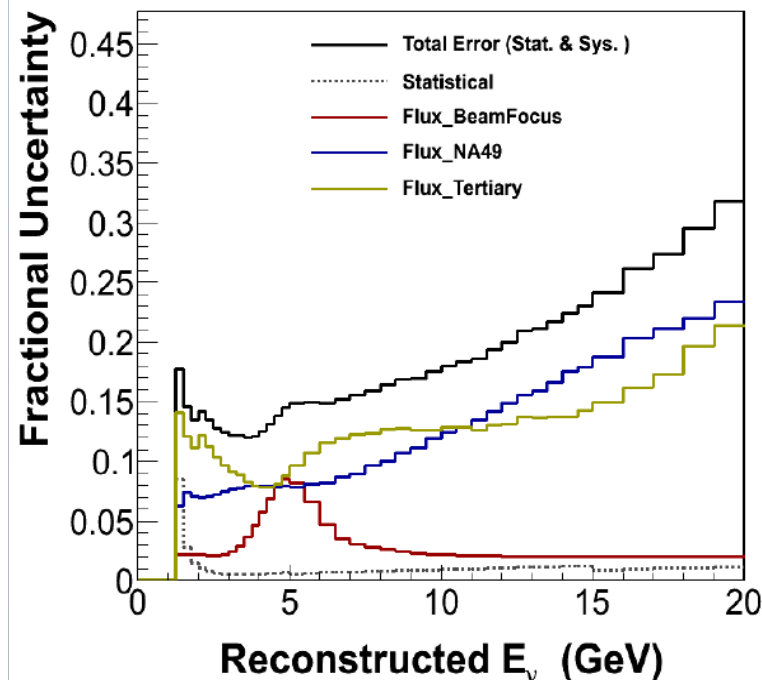 Fractional Uncertainty
0.45
0.4
0.35
0.3
0.25
0.2
0.15
0.1
0.05
0
Total Error (Stat. & Sys. )
Statistical
Flux_BeamFocus
Flux_NA49
Flux_Tertiary
0 5 10 15 20
Reconstructed Eν (GeV)